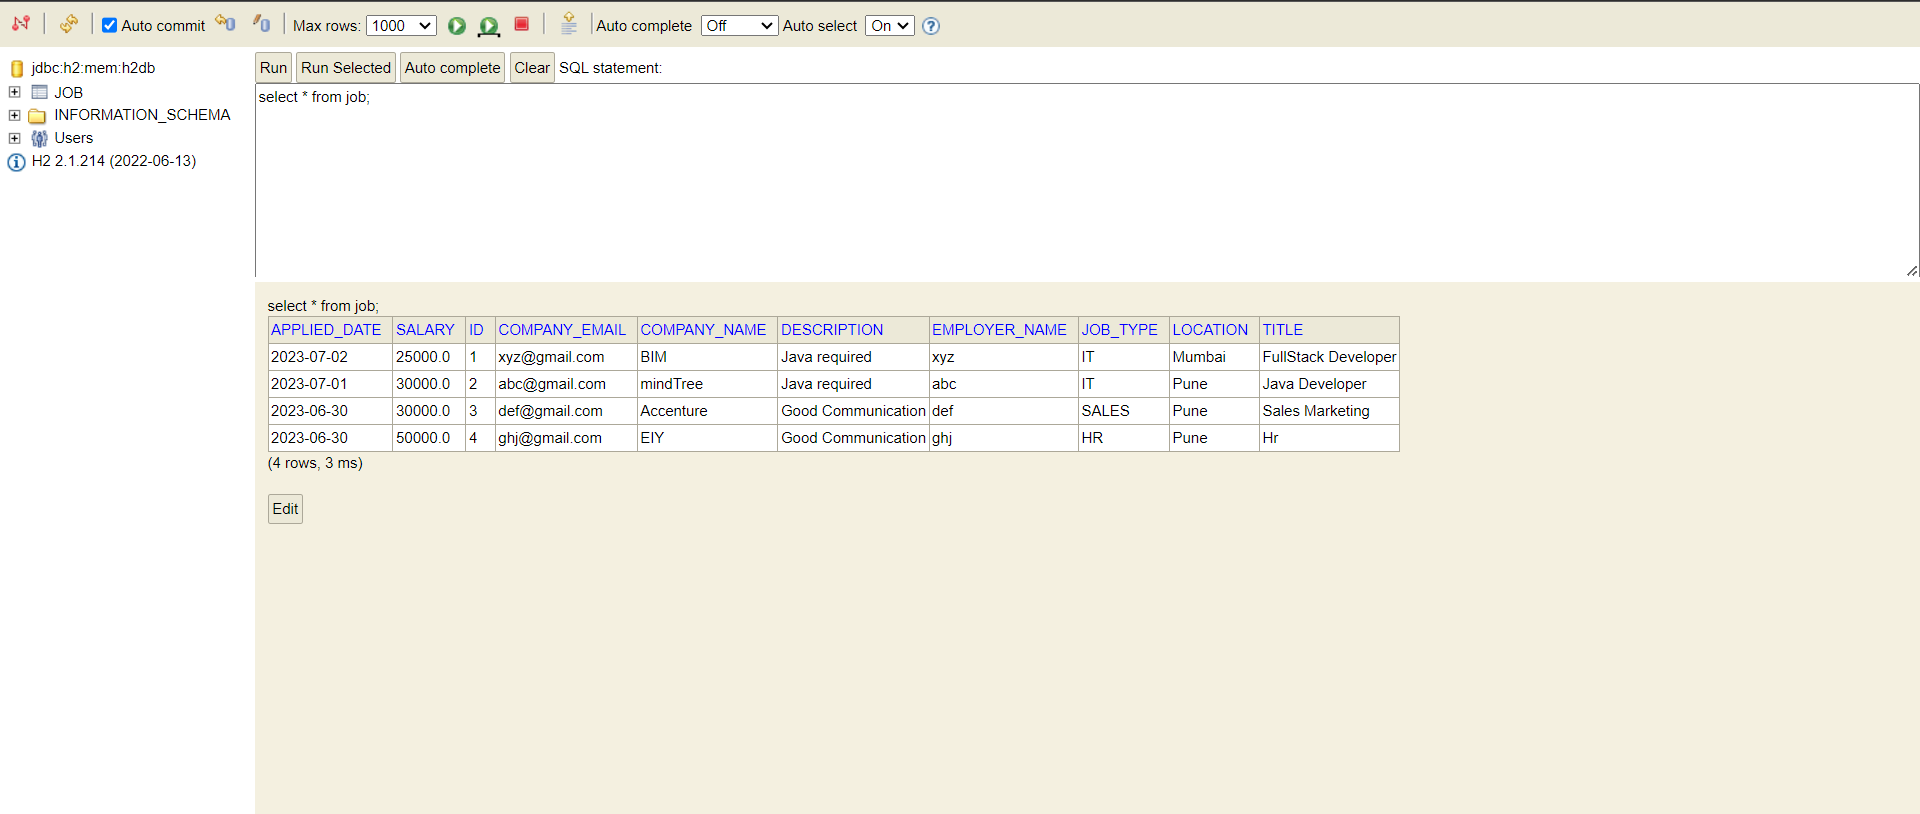 Auto commit Max rows: 1000 Auto complete Off Auto select On
jdbc:h2:mem:h2db
JOB
INFORMATION_SCHEMA
Users
H2 2.1.214 (2022-06-13)
Run Run Selected Auto complete Clear SQL statement:
select * from job;
select * from job;
APPLIED_DATE SALARY ID COMPANY_EMAIL COMPANY_NAME DESCRIPTION EMPLOYER_NAME JOB_TYPE LOCATION TITLE
2023-07-02 25000.0 1 xyz@gmail.com BIM Java required xyz IT Mumbai FullStack Developer
2023-07-01 30000.0 2 abc@gmail.com mindTree Java required abc IT Pune Java Developer
2023-06-30 30000.0 3 def@gmail.com Accenture Good Communication def SALES Pune Sales Marketing
2023-06-30 50000.0 4 ghj@gmail.com EIY Good Communication ghj HR Pune Hr
(4 rows, 3 ms)
Edit